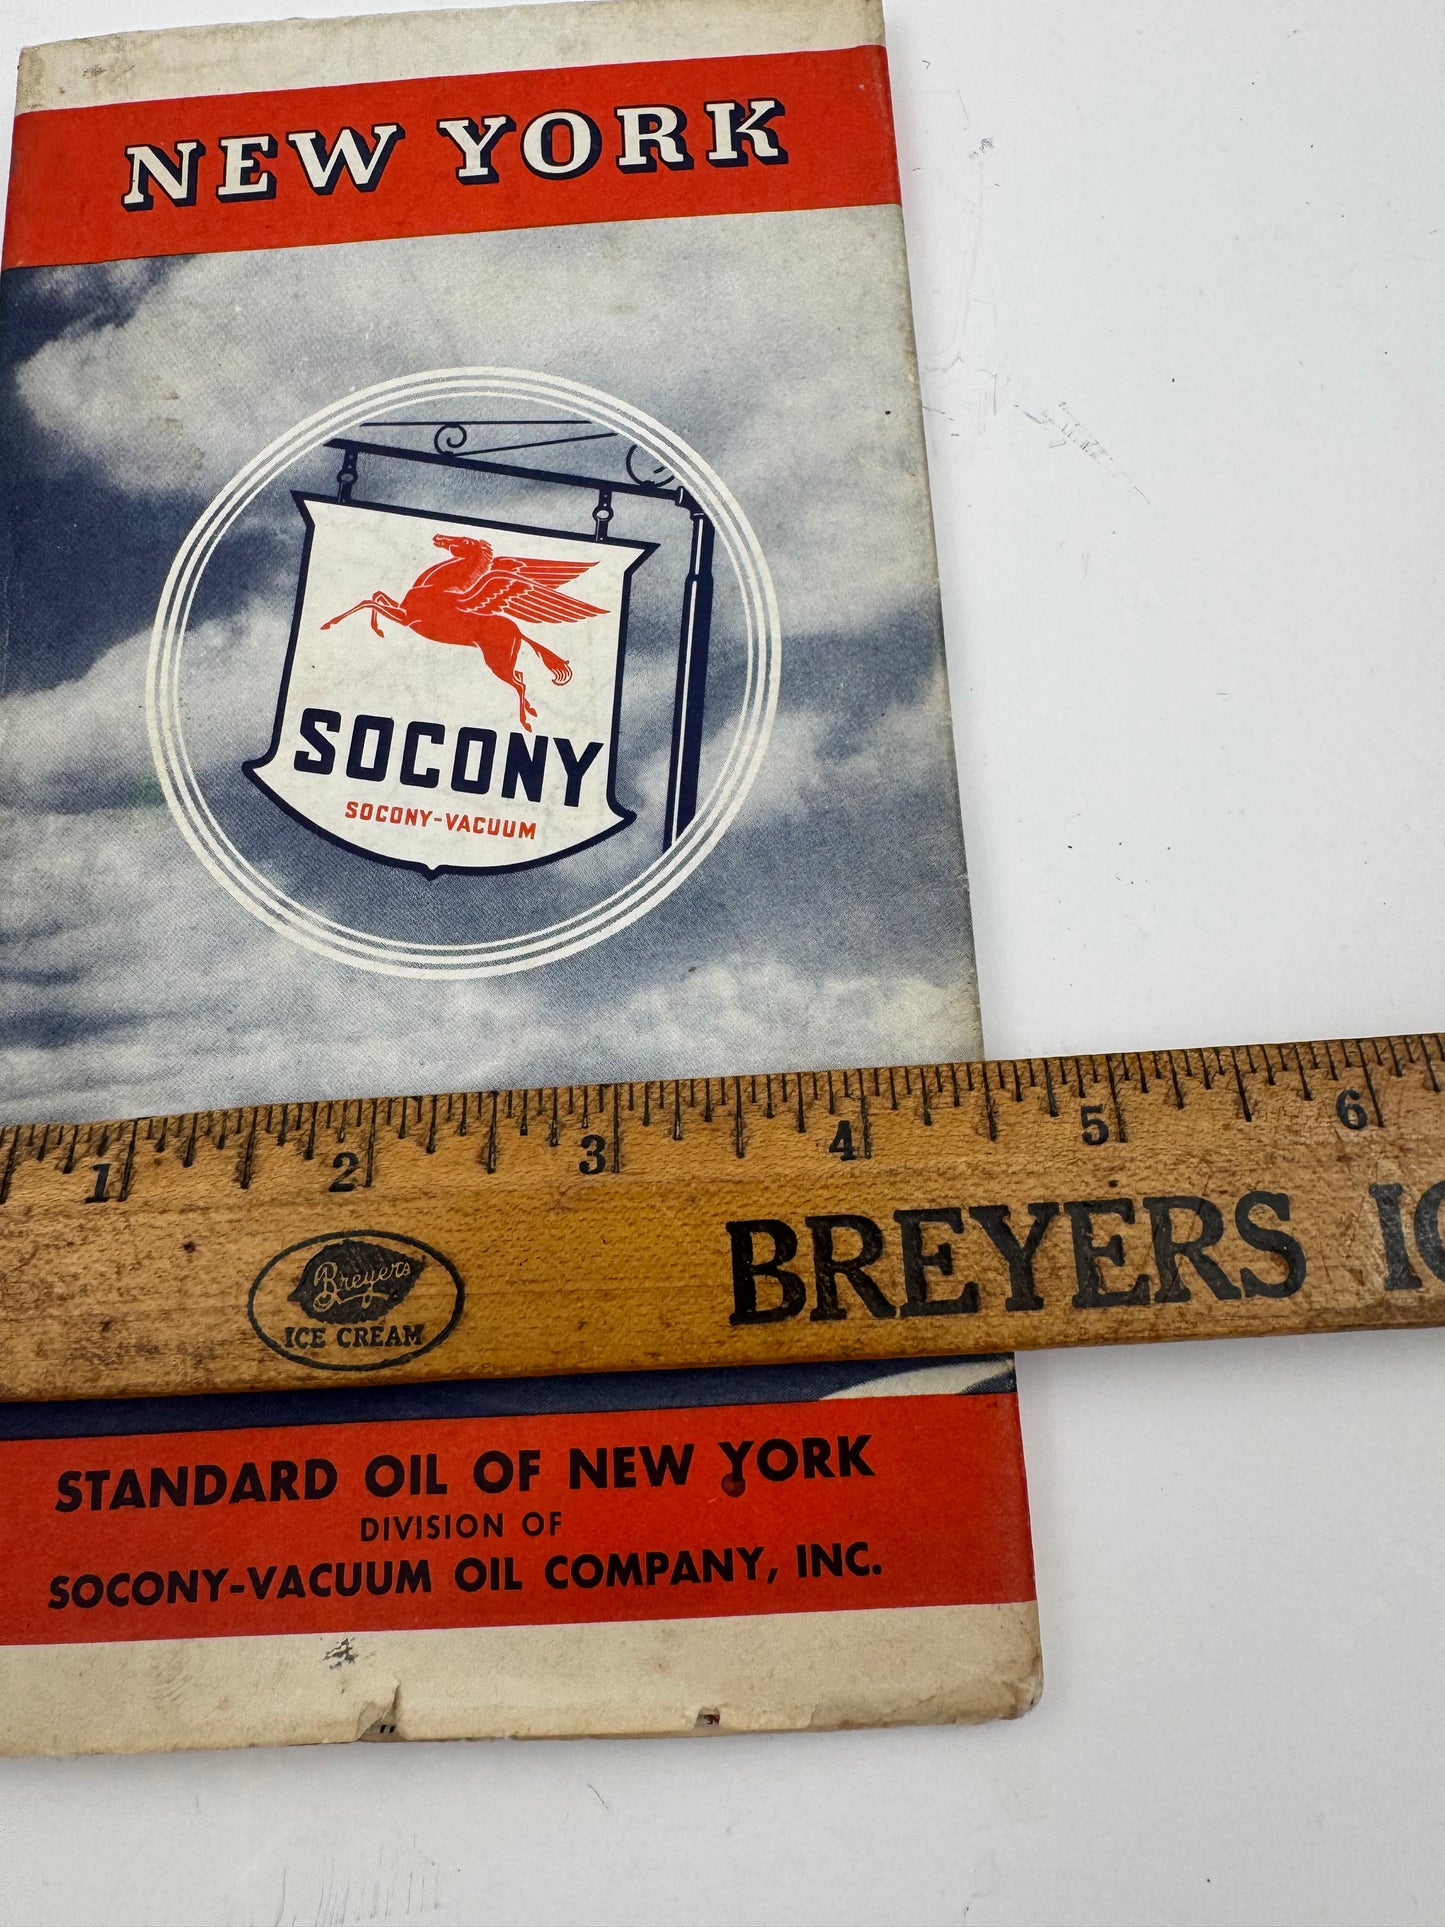 NEW YORK
SOCONY
SOCONY-VACUUM
1 2 3 4 5 6
Breyers
ICE CREAM
BREYERS
STANDARD OIL OF NEW YORK
DIVISION OF
SOCONY-VACUUM OIL COMPANY, INC.